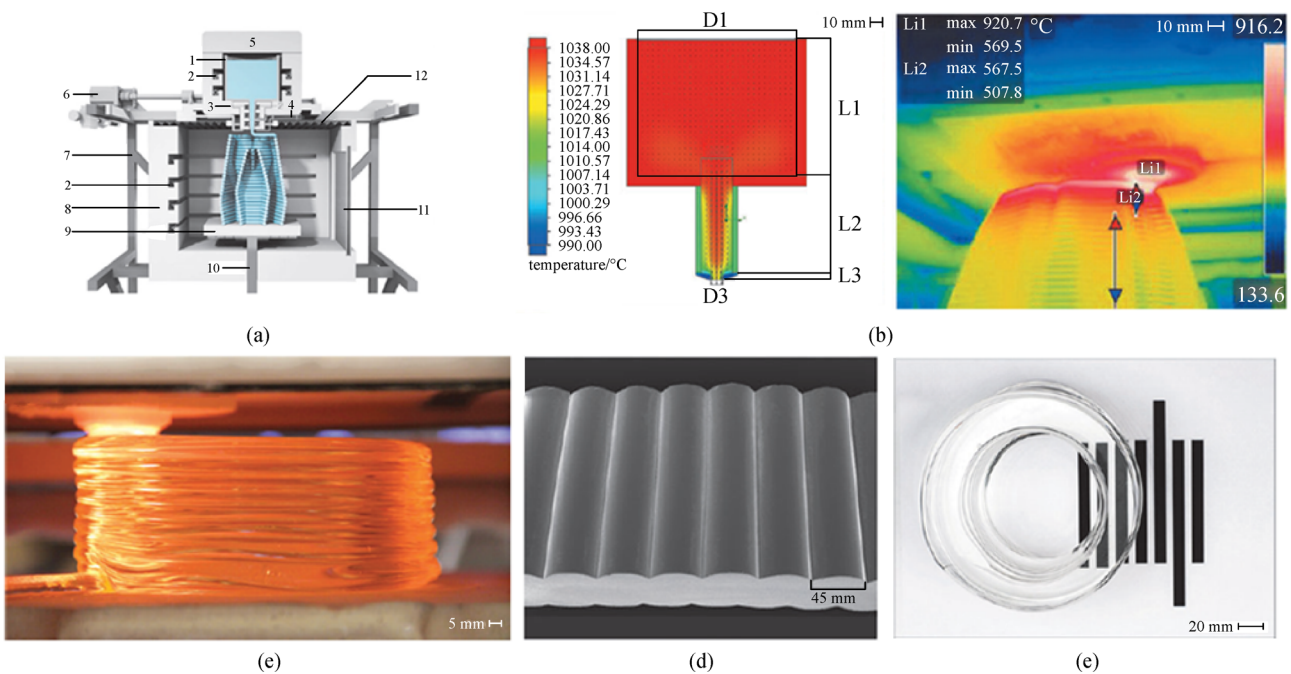 5
1
2
6
3
4
12
7
2
8
9
10
11
(a)
1038.00
1034.57
1031.14
1027.71
1024.29
1020.86
1017.43
1014.00
1010.57
1007.14
1003.71
1000.29
996.66
993.43
990.00
temperature/°C
D1
10 mm
L1
L2
L3
D3
Li1 max 920.7 °C
min 569.5
Li2 max 567.5
min 507.8
10 mm 916.2
Li1
Li2
133.6
(b)
5 mm
(e)
45 mm
(d)
20 mm
(e)